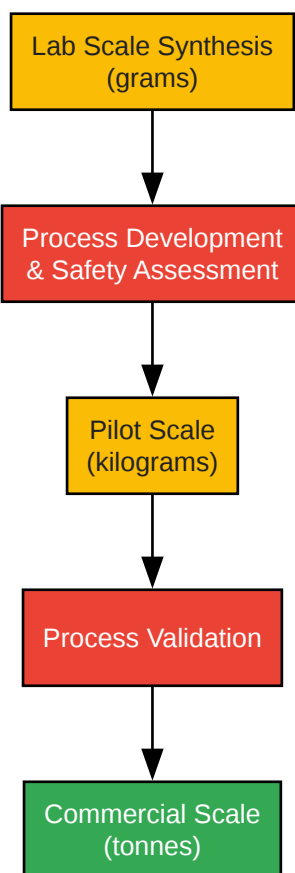 Lab Scale Synthesis
(grams)
Process Development
& Safety Assessment
Pilot Scale
(kilograms)
Process Validation
Commercial Scale
(tonnes)